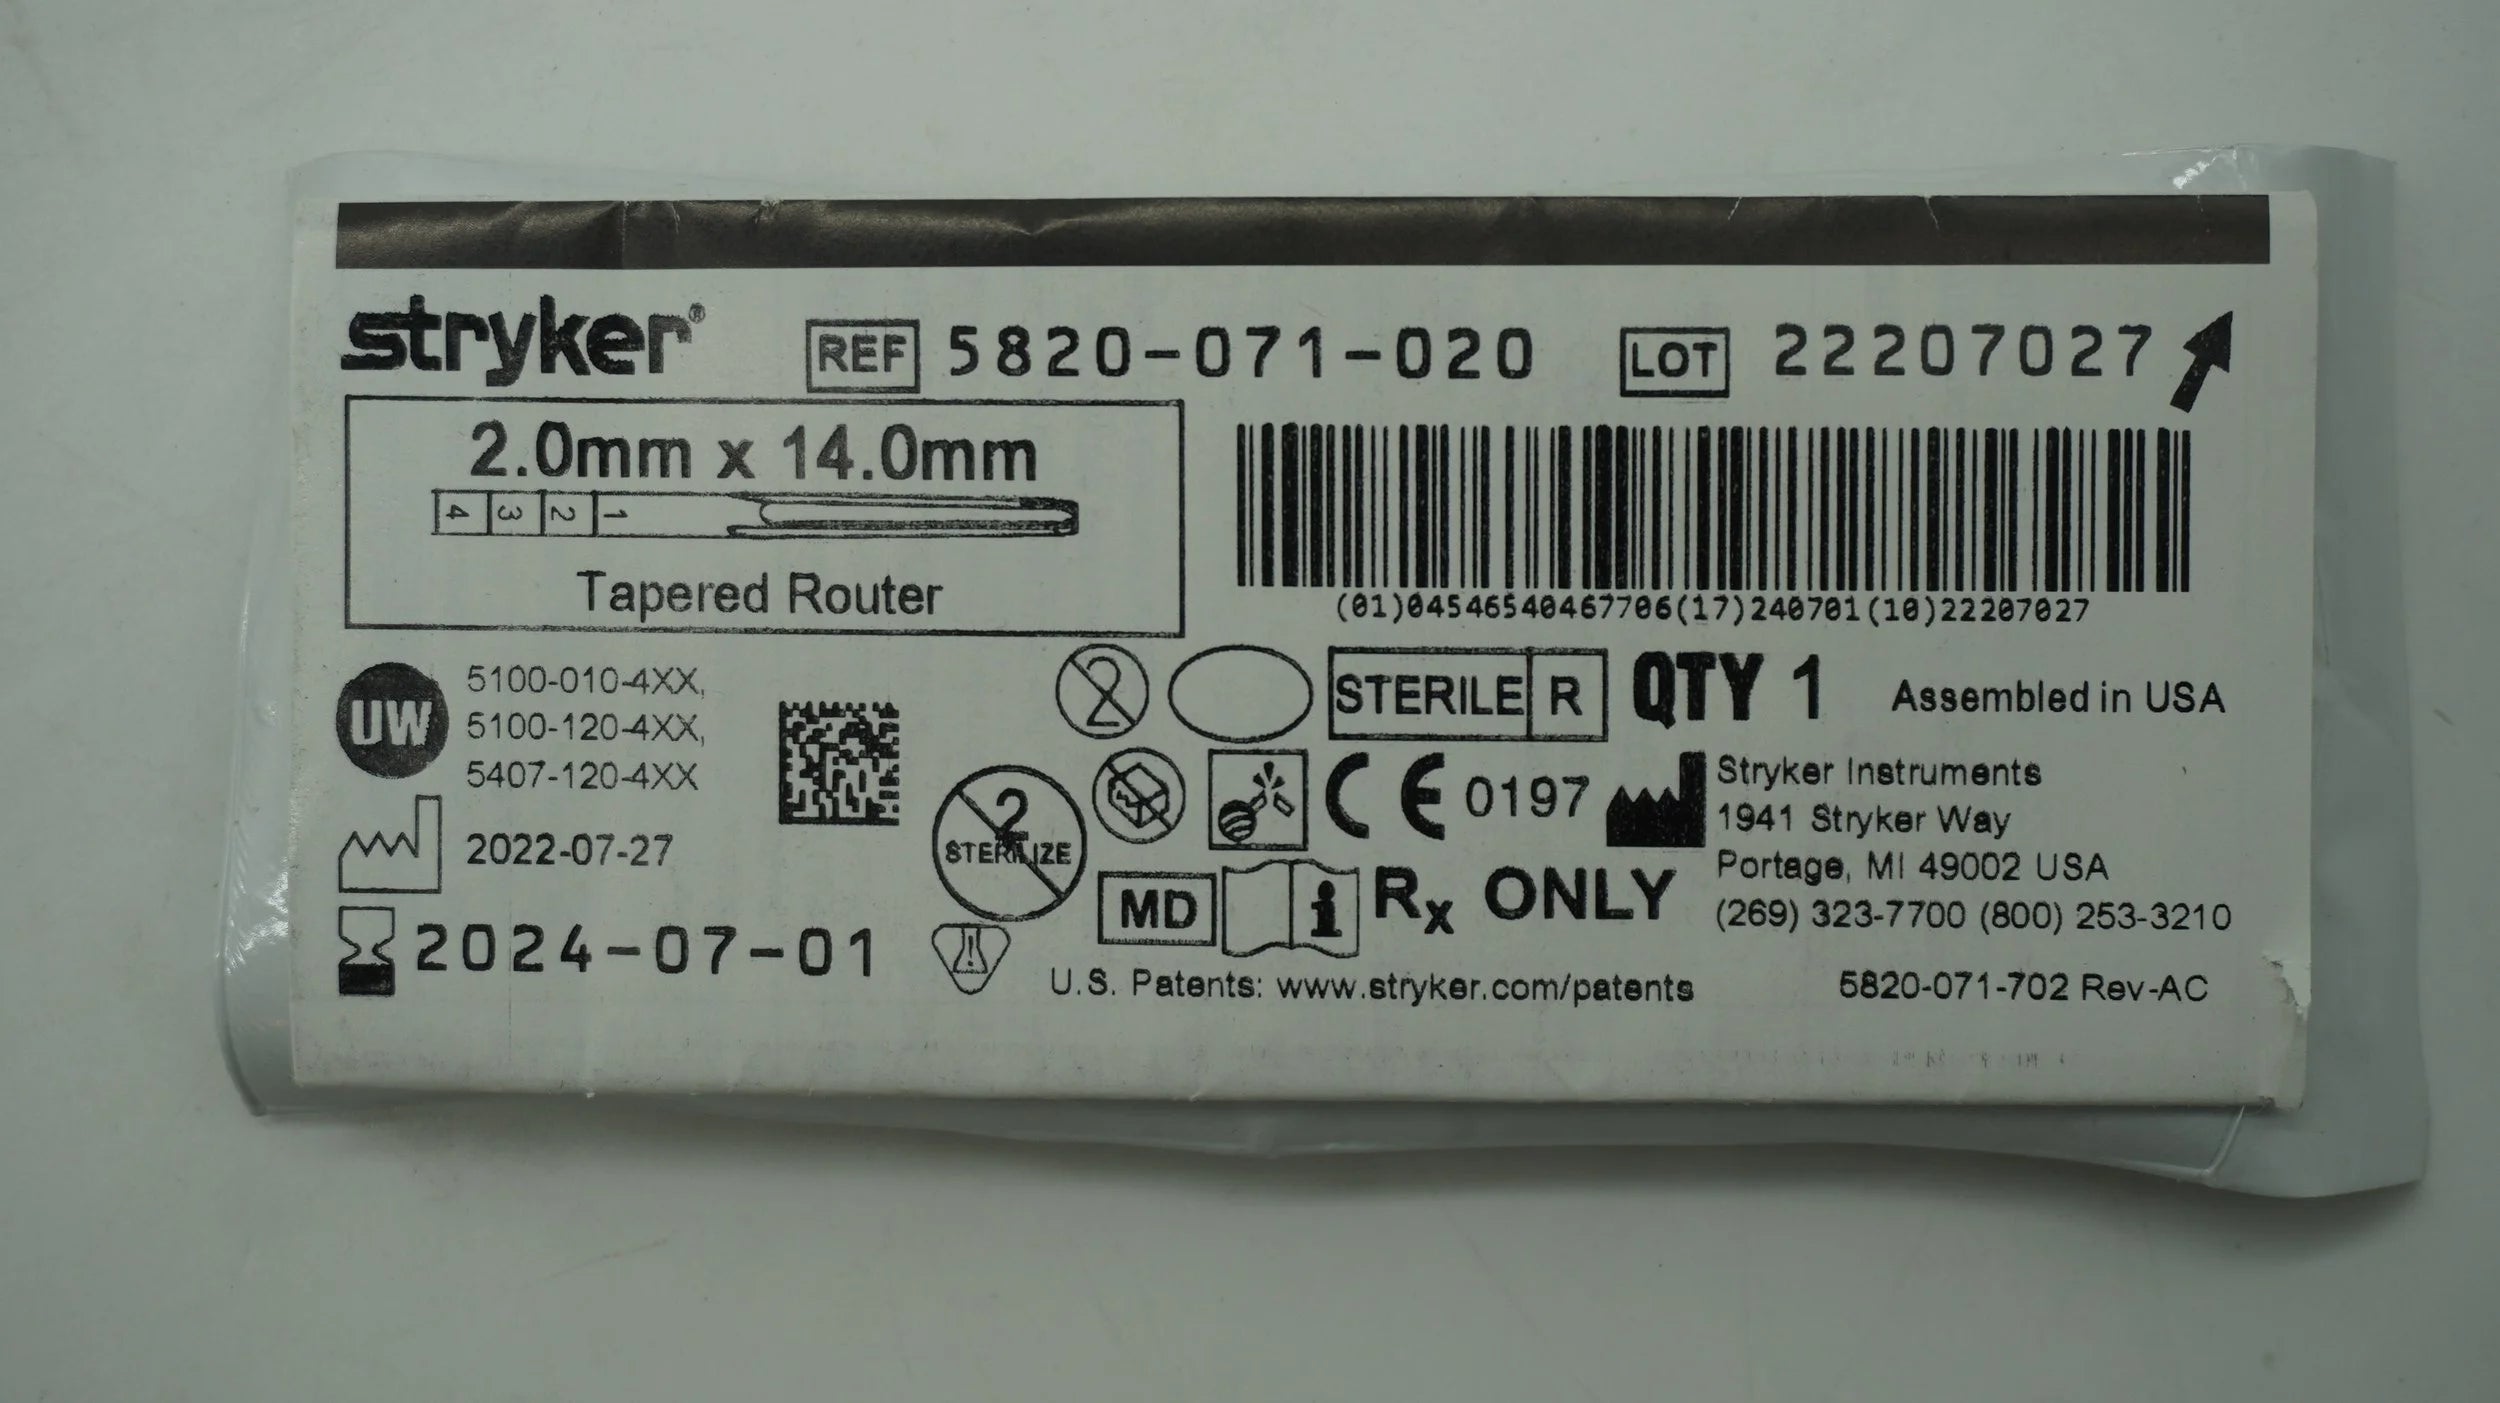 stryker®
REF 5820-071-020
LOT 22207027
2.0mm x 14.0mm
4 3 2 1
Tapered Router
(01)04546540467706(17)240701(10)22207027
UW 5100-010-4XX,
5100-120-4XX,
5407-120-4XX
2022-07-27
2024-07-01
2
STERILE R
QTY 1
Assembled in USA
2
STERILIZE
CE 0197
MD
i
Rx ONLY
Stryker Instruments
1941 Stryker Way
Portage, MI 49002 USA
(269) 323-7700 (800) 253-3210
U.S. Patents: www.stryker.com/patents
5820-071-702 Rev-AC